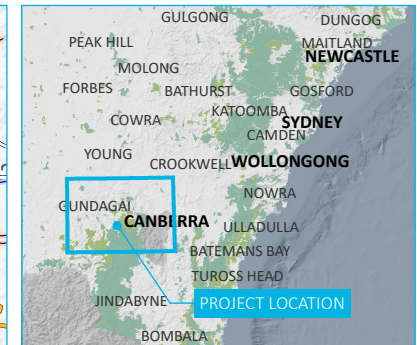 GULGONG
DUNGOG
PEAK HILL
MAITLAND
NEWCASTLE
MOLONG
FORBES
BATHURST
GOSFORD
KATOOMBA
COWRA
SYDNEY
CAMDEN
YOUNG
CROOKWELL
WOLLONGONG
NOWRA
GUNDAGAI
CANBERRA
ULLADULLA
BATEMANS BAY
TUROSS HEAD
JINDABYNE
PROJECT LOCATION
BOMBALA